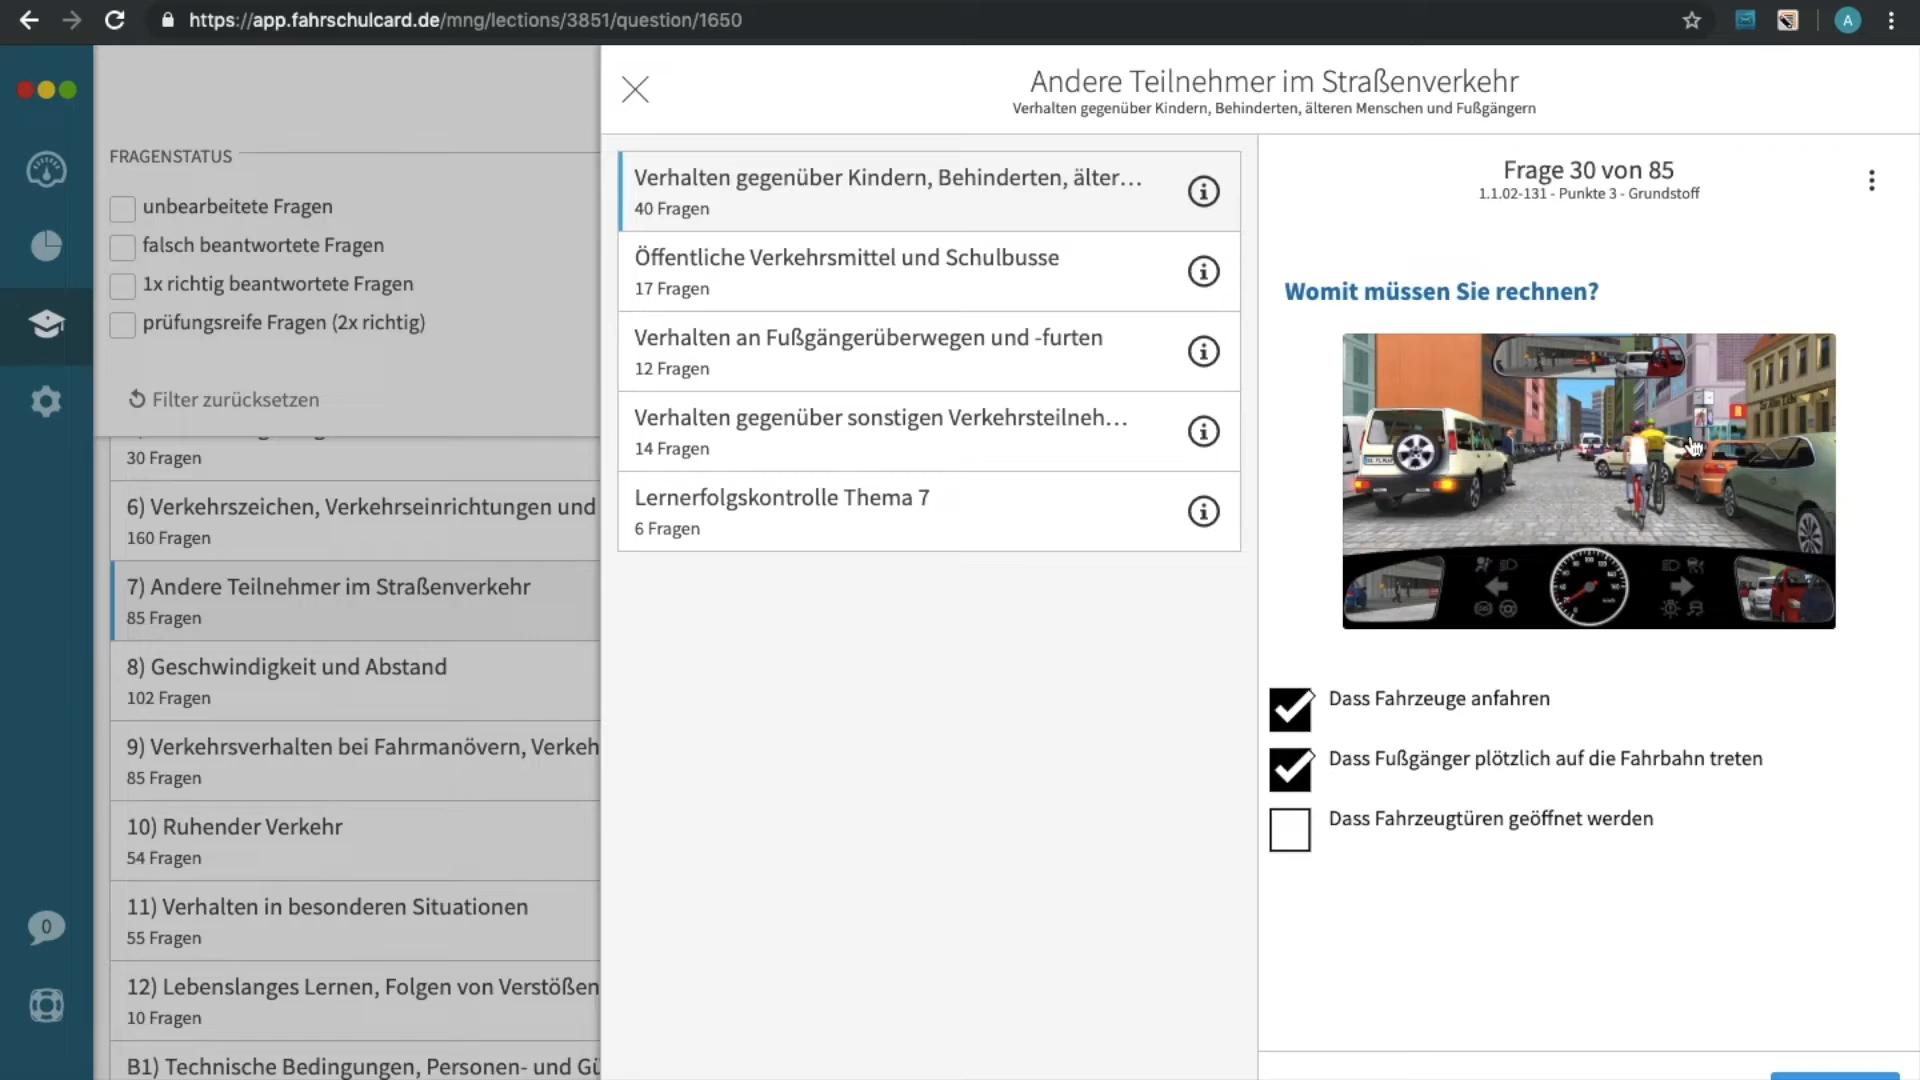 https://app.fahrschulcard.de/mng/lections/3851/question/1650
A
FRAGENSTATUS
unbearbeitete Fragen
falsch beantwortete Fragen
1x richtig beantwortete Fragen
prüfungsreife Fragen (2x richtig)
Filter zurücksetzen
30 Fragen
6) Verkehrszeichen, Verkehrseinrichtungen und
160 Fragen
7) Andere Teilnehmer im Straßenverkehr
85 Fragen
8) Geschwindigkeit und Abstand
102 Fragen
9) Verkehrsverhalten bei Fahrmanövern, Verkeh
85 Fragen
10) Ruhender Verkehr
54 Fragen
11) Verhalten in besonderen Situationen
55 Fragen
12) Lebenslanges Lernen, Folgen von Verstößen
10 Fragen
B1) Technische Bedingungen, Personen- und Gü
0
Andere Teilnehmer im Straßenverkehr
Verhalten gegenüber Kindern, Behinderten, älteren Menschen und Fußgängern
Verhalten gegenüber Kindern, Behinderten, älter...
40 Fragen
Öffentliche Verkehrsmittel und Schulbusse
17 Fragen
Verhalten an Fußgängerüberwegen und -furten
12 Fragen
Verhalten gegenüber sonstigen Verkehrsteilneh...
14 Fragen
Lernerfolgskontrolle Thema 7
6 Fragen
Frage 30 von 85
1.1.02-131 - Punkte 3 - Grundstoff
Womit müssen Sie rechnen?
Dass Fahrzeuge anfahren
Dass Fußgänger plötzlich auf die Fahrbahn treten
Dass Fahrzeugtüren geöffnet werden